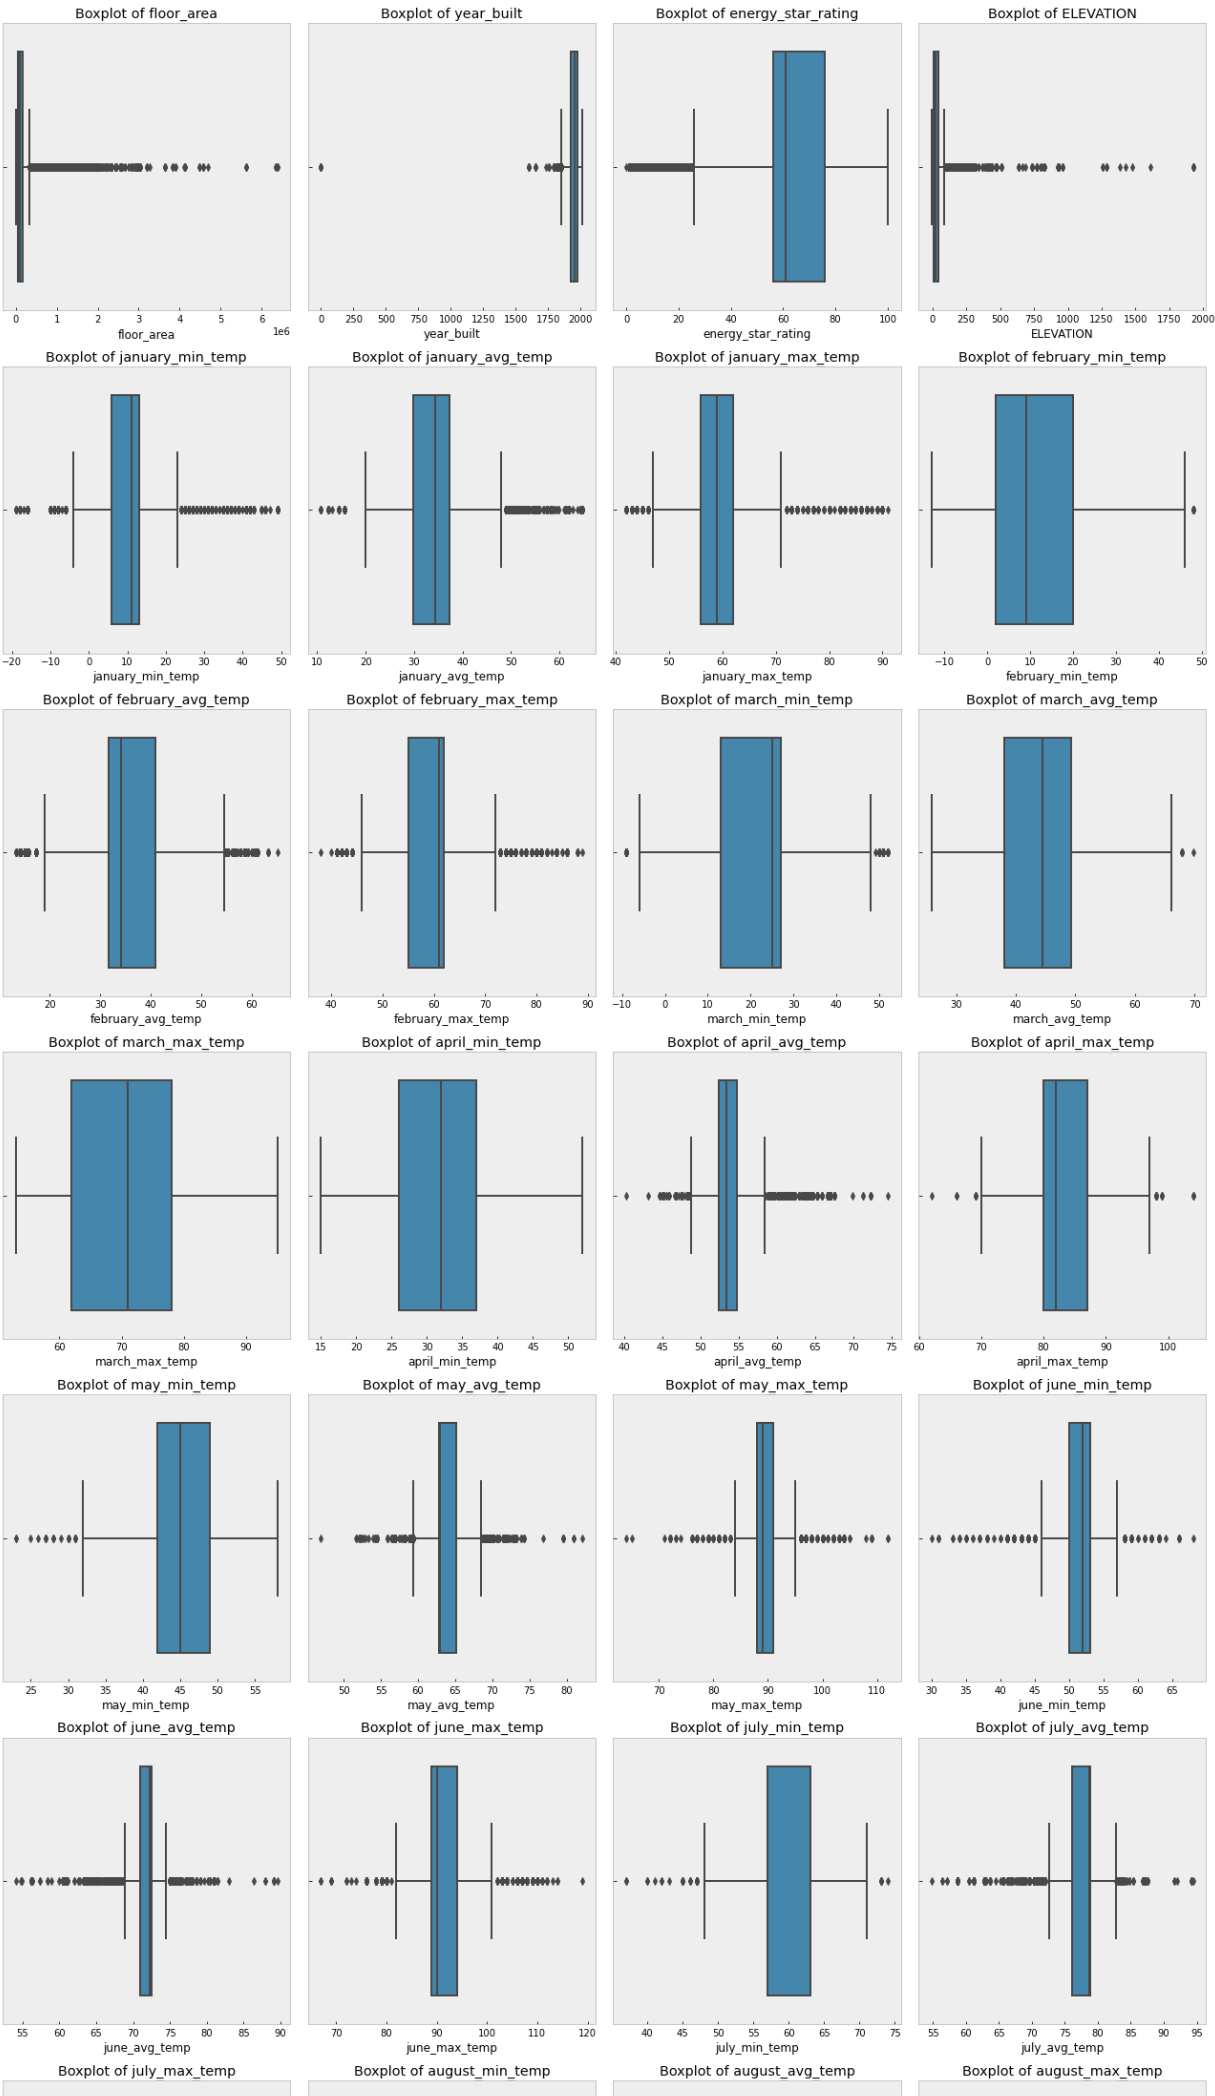 Boxplot of floor_area Boxplot of year_built Boxplot of energy_star_rating Boxplot of ELEVATION
0 1 2 3 4 5 6 0 250 500 750 1000 1250 1500 1750 2000 0 20 40 60 80 100 0 250 500 750 1000 1250 1500 1750 2000
1e6
floor_area year_built energy_star_rating ELEVATION
Boxplot of january_min_temp Boxplot of january_avg_temp Boxplot of january_max_temp Boxplot of february_min_temp
−20 −10 0 10 20 30 40 50 10 20 30 40 50 60 40 50 60 70 80 90 −10 0 10 20 30 40 50
january_min_temp january_avg_temp january_max_temp february_min_temp
Boxplot of february_avg_temp Boxplot of february_max_temp Boxplot of march_min_temp Boxplot of march_avg_temp
20 30 40 50 60 40 50 60 70 80 90 −10 0 10 20 30 40 50 30 40 50 60 70
february_avg_temp february_max_temp march_min_temp march_avg_temp
Boxplot of march_max_temp Boxplot of april_min_temp Boxplot of april_avg_temp Boxplot of april_max_temp
60 70 80 90 15 20 25 30 35 40 45 50 40 45 50 55 60 65 70 75 60 70 80 90 100
march_max_temp april_min_temp april_avg_temp april_max_temp
Boxplot of may_min_temp Boxplot of may_avg_temp Boxplot of may_max_temp Boxplot of june_min_temp
25 30 35 40 45 50 55 50 55 60 65 70 75 80 70 80 90 100 110 30 35 40 45 50 55 60 65
may_min_temp may_avg_temp may_max_temp june_min_temp
Boxplot of june_avg_temp Boxplot of june_max_temp Boxplot of july_min_temp Boxplot of july_avg_temp
55 60 65 70 75 80 85 90 70 80 90 100 110 120 40 45 50 55 60 65 70 75 55 60 65 70 75 80 85 90 95
june_avg_temp june_max_temp july_min_temp july_avg_temp
Boxplot of july_max_temp Boxplot of august_min_temp Boxplot of august_avg_temp Boxplot of august_max_temp